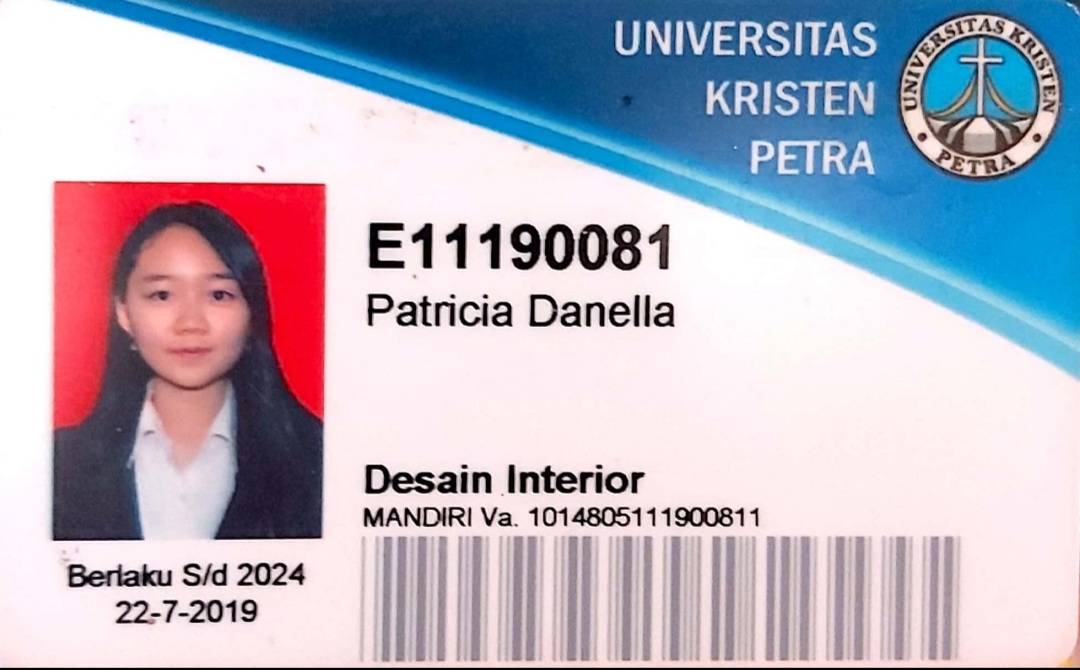 UNIVERSITAS
KRISTEN
PETRA
UNIVERSITAS KRISTEN
PETRA
E11190081
Patricia Danella
Desain Interior
MANDIRI Va. 1014805111900811
Berlaku S/d 2024
22-7-2019